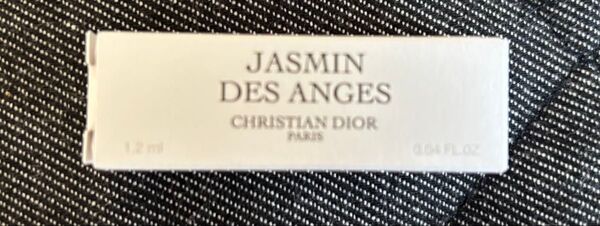 JASMIN
DES ANGES
CHRISTIAN DIOR
PARIS
1.2 ml 0.04 FL.OZ